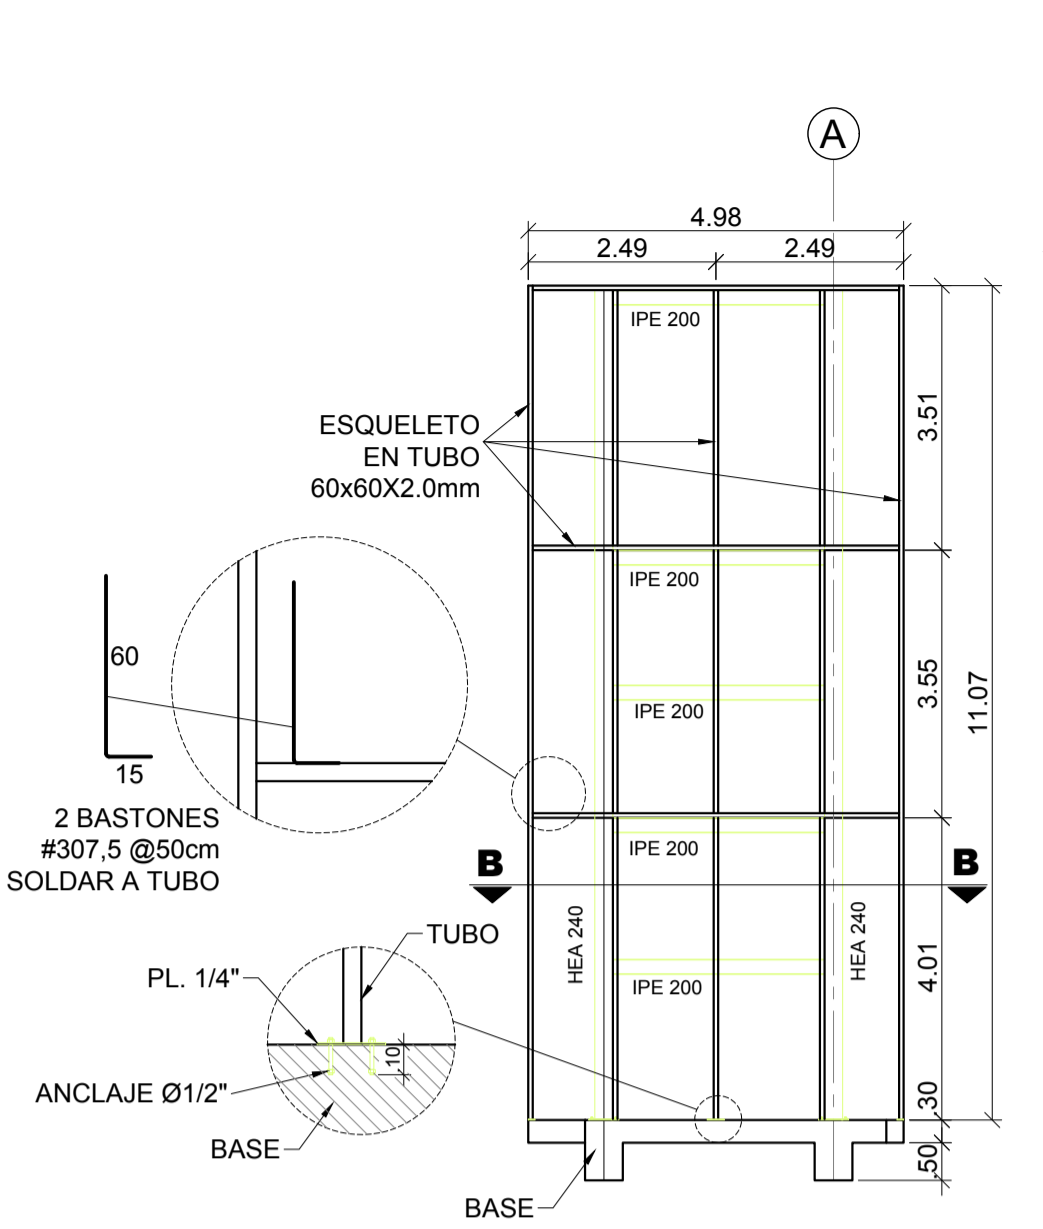 A
4.98
2.49
2.49
IPE 200
ESQUELETO
EN TUBO
60x60X2.0mm
3.51
IPE 200
60
15
IPE 200
3.55
11.07
2 BASTONES
#307,5 @50cm
SOLDAR A TUBO
IPE 200
B
B
HEA 240
HEA 240
TUBO
PL. 1/4"
IPE 200
4.01
10
ANCLAJE Ø1/2"
BASE
.30
.50
BASE